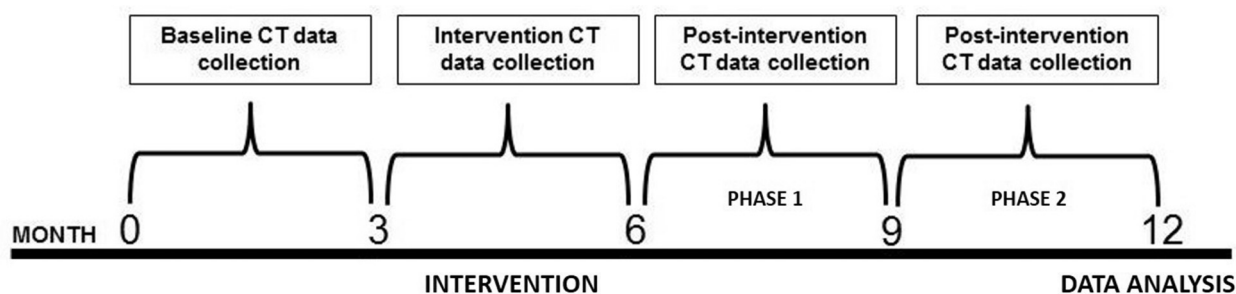 Baseline CT data
collection
Intervention CT
data collection
Post-intervention
CT data collection
Post-intervention
CT data collection
PHASE 1
PHASE 2
MONTH 0 3 6 9 12
INTERVENTION
DATA ANALYSIS